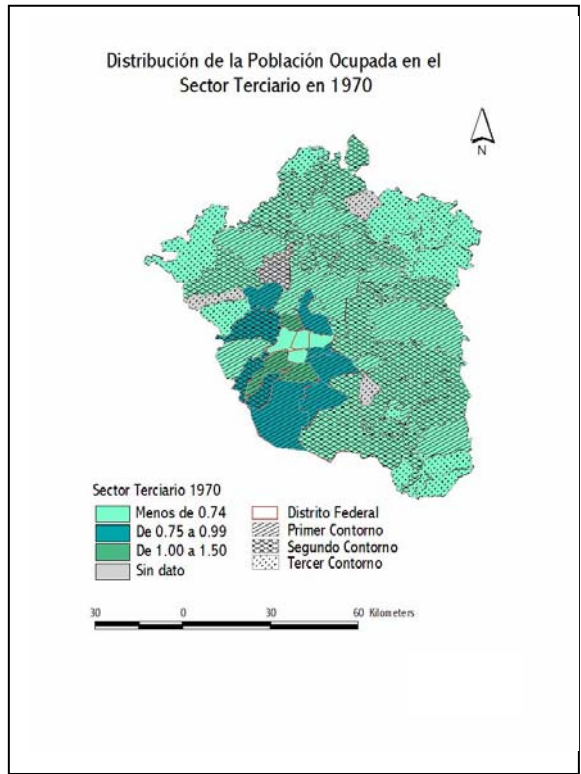 Distribución de la Población Ocupada en el
Sector Terciario en 1970
N
Sector Terciario 1970
Menos de 0.74
De 0.75 a 0.99
De 1.00 a 1.50
Sin dato
Distrito Federal
Primer Contorno
Segundo Contorno
Tercer Contorno
30 0 30 60 Kilometers